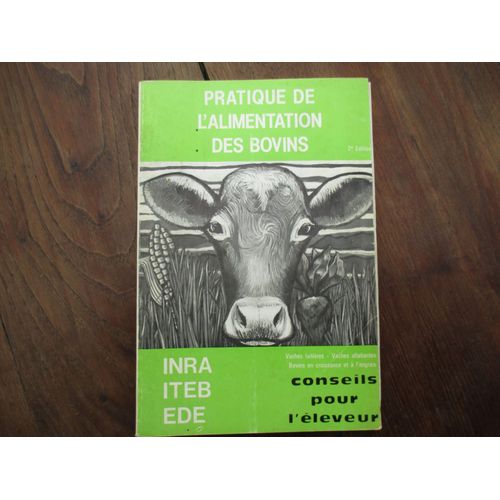 PRATIQUE DE
L'ALIMENTATION
DES BOVINS
2e Edition
INRA
ITEB
EDE
Vaches laitières - Vaches allaitantes
Bovins en croissance et à l'engrais
conseils
pour
l'éleveur